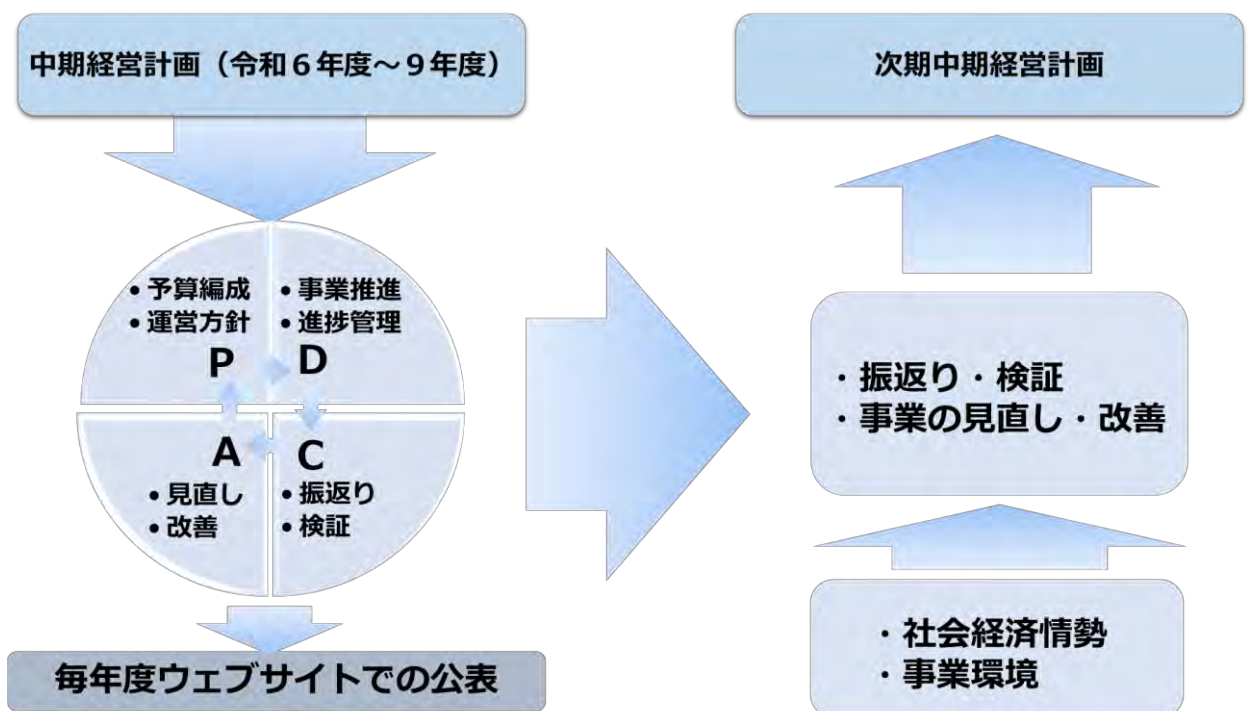 中期経営計画（令和６年度～９年度）
・予算編成
・運営方針
P
・事業推進
・進捗管理
D
A
・見直し
・改善
C
・振返り
・検証
毎年度ウェブサイトでの公表
次期中期経営計画
・振返り・検証
・事業の見直し・改善
・社会経済情勢
・事業環境